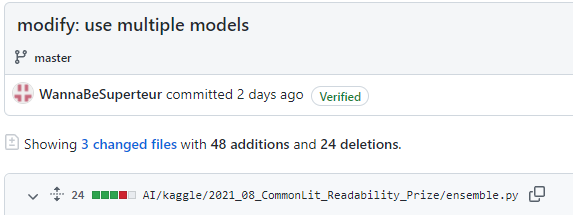 modify: use multiple models
master
WannaBeSuperteur committed 2 days ago Verified
Showing 3 changed files with 48 additions and 24 deletions.
24 AI/kaggle/2021_08_CommonLit_Readability_Prize/ensemble.py